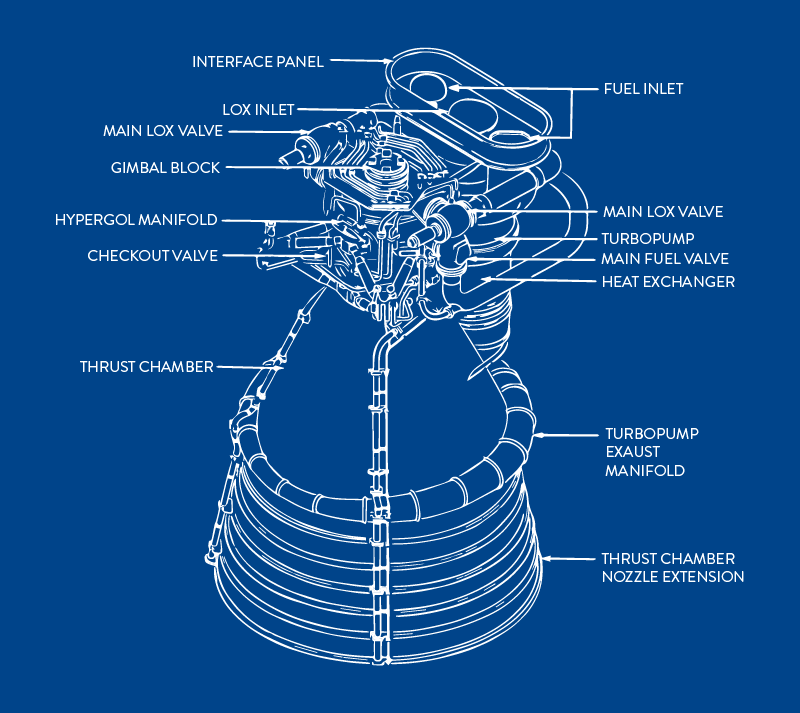 INTERFACE PANEL
LOX INLET
MAIN LOX VALVE
GIMBAL BLOCK
HYPERGOL MANIFOLD
CHECKOUT VALVE
THRUST CHAMBER
FUEL INLET
MAIN LOX VALVE
TURBOPUMP
MAIN FUEL VALVE
HEAT EXCHANGER
TURBOPUMP
EXAUST
MANIFOLD
THRUST CHAMBER
NOZZLE EXTENSION